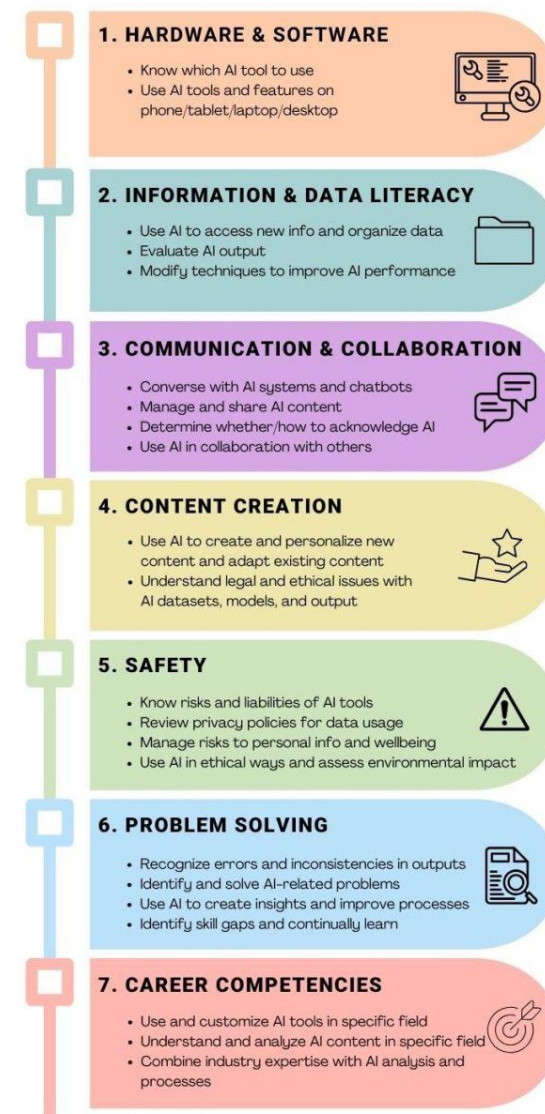 1. HARDWARE & SOFTWARE
• Know which AI tool to use
• Use AI tools and features on
phone/tablet/laptop/desktop
2. INFORMATION & DATA LITERACY
• Use AI to access new info and organize data
• Evaluate AI output
• Modify techniques to improve AI performance
3. COMMUNICATION & COLLABORATION
• Converse with AI systems and chatbots
• Manage and share AI content
• Determine whether/how to acknowledge AI
• Use AI in collaboration with others
4. CONTENT CREATION
• Use AI to create and personalize new
content and adapt existing content
• Understand legal and ethical issues with
AI datasets, models, and output
5. SAFETY
• Know risks and liabilities of AI tools
• Review privacy policies for data usage
• Manage risks to personal info and wellbeing
• Use AI in ethical ways and assess environmental impact
6. PROBLEM SOLVING
• Recognize errors and inconsistencies in outputs
• Identify and solve AI-related problems
• Use AI to create insights and improve processes
• Identify skill gaps and continually learn
7. CAREER COMPETENCIES
• Use and customize AI tools in specific field
• Understand and analyze AI content in specific field
• Combine industry expertise with AI analysis and
processes